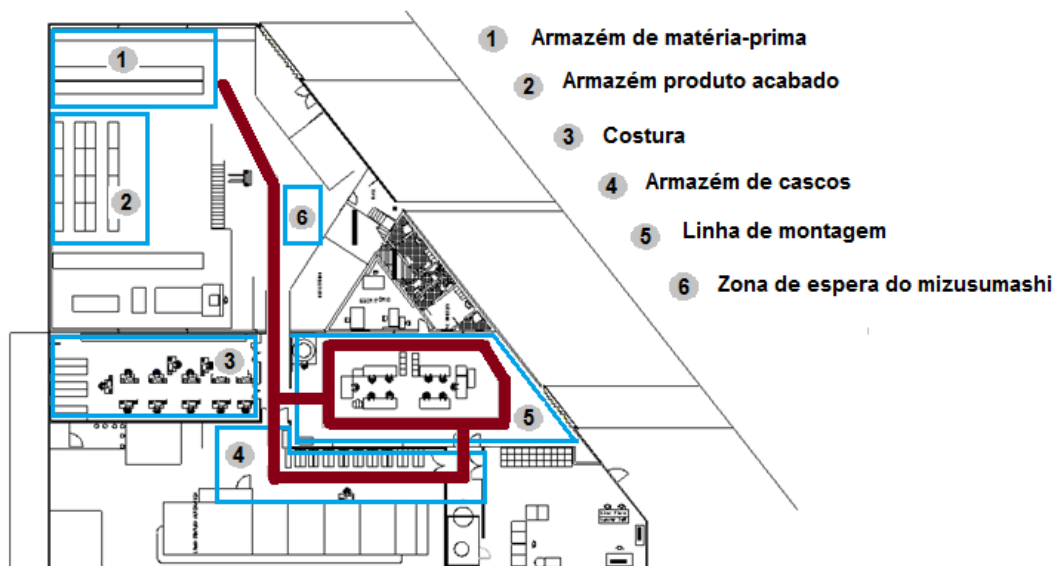 1 Armazém de matéria-prima
2 Armazém produto acabado
3 Costura
4 Armazém de cascos
5 Linha de montagem
6 Zona de espera do mizusumashi
1
2
6
3
5
4